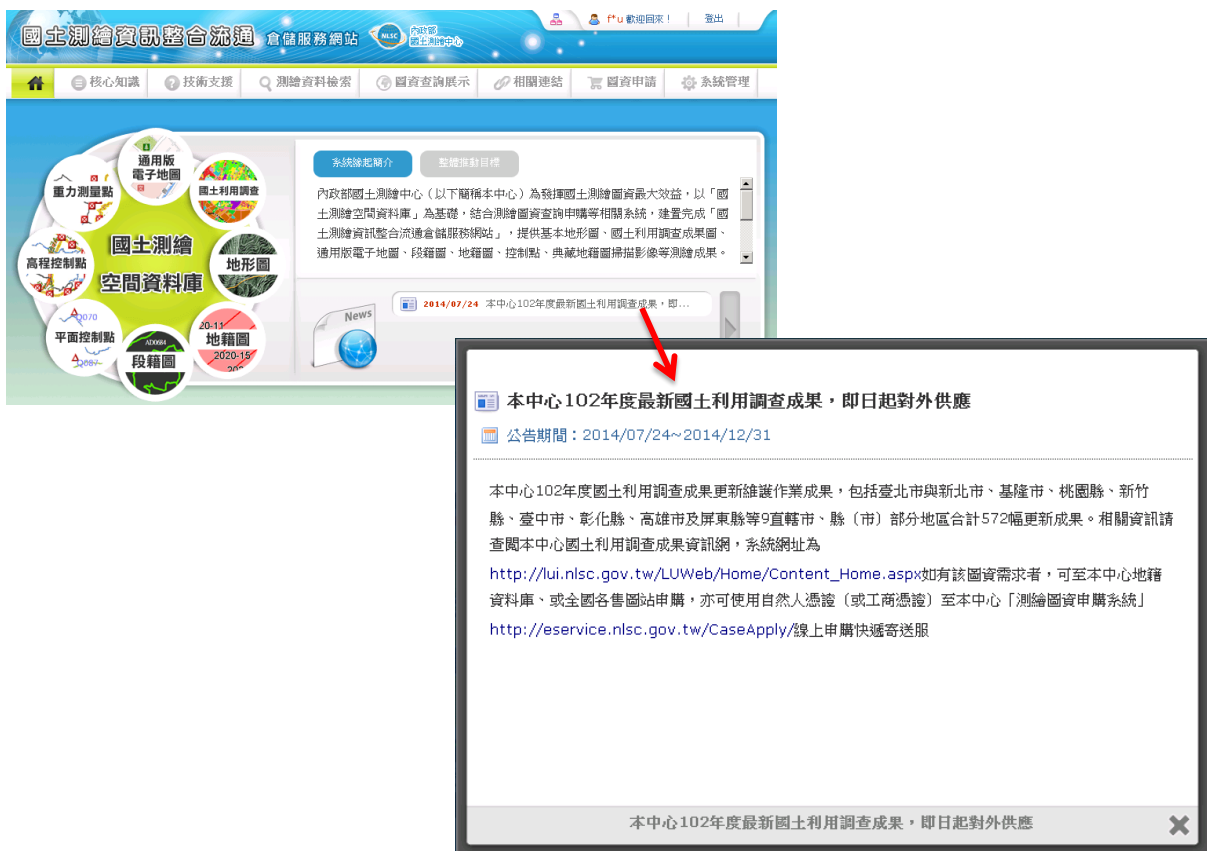 國土測繪資訊整合流通 倉儲服務網站 NLSC 內政部 國土測繪中心
f*u 歡迎回來! 登出
核心知識 技術支援 測繪資料檢索 圖資查詢展示 相關連結 圖資申請 系統管理
通用版
電子地圖
重力測量點
國土利用調查
高程控制點
國土測繪
空間資料庫
地形圖
平面控制點
段籍圖
地籍圖
系統緣起簡介 整體推動目標
內政部國土測繪中心(以下簡稱本中心)為發揮國土測繪圖資最大效益,以「國
土測繪空間資料庫」為基礎,結合測繪圖資查詢申購等相關系統,建置完成「國
土測繪資訊整合流通倉儲服務網站」,提供基本地形圖、國土利用調查成果圖、
通用版電子地圖、段籍圖、地籍圖、控制點、典藏地籍圖掃描影像等測繪成果。
News
2014/07/24 本中心102年度最新國土利用調查成果,即...
本中心102年度最新國土利用調查成果,即日起對外供應
公告期間:2014/07/24~2014/12/31
本中心102年度國土利用調查成果更新維護作業成果,包括臺北市與新北市、基隆市、桃園縣、新竹
縣、臺中市、彰化縣、高雄市及屏東縣等9直轄市、縣(市)部分地區合計572幅更新成果。相關資訊請
查閱本中心國土利用調查成果資訊網,系統網址為
http://lui.nlsc.gov.tw/LUWeb/Home/Content_Home.aspx如有該圖資需求者,可至本中心地籍
資料庫、或全國各售圖站申購,亦可使用自然人憑證(或工商憑證)至本中心「測繪圖資申購系統」
http://eservice.nlsc.gov.tw/CaseApply/線上申購快遞寄送服
本中心102年度最新國土利用調查成果,即日起對外供應